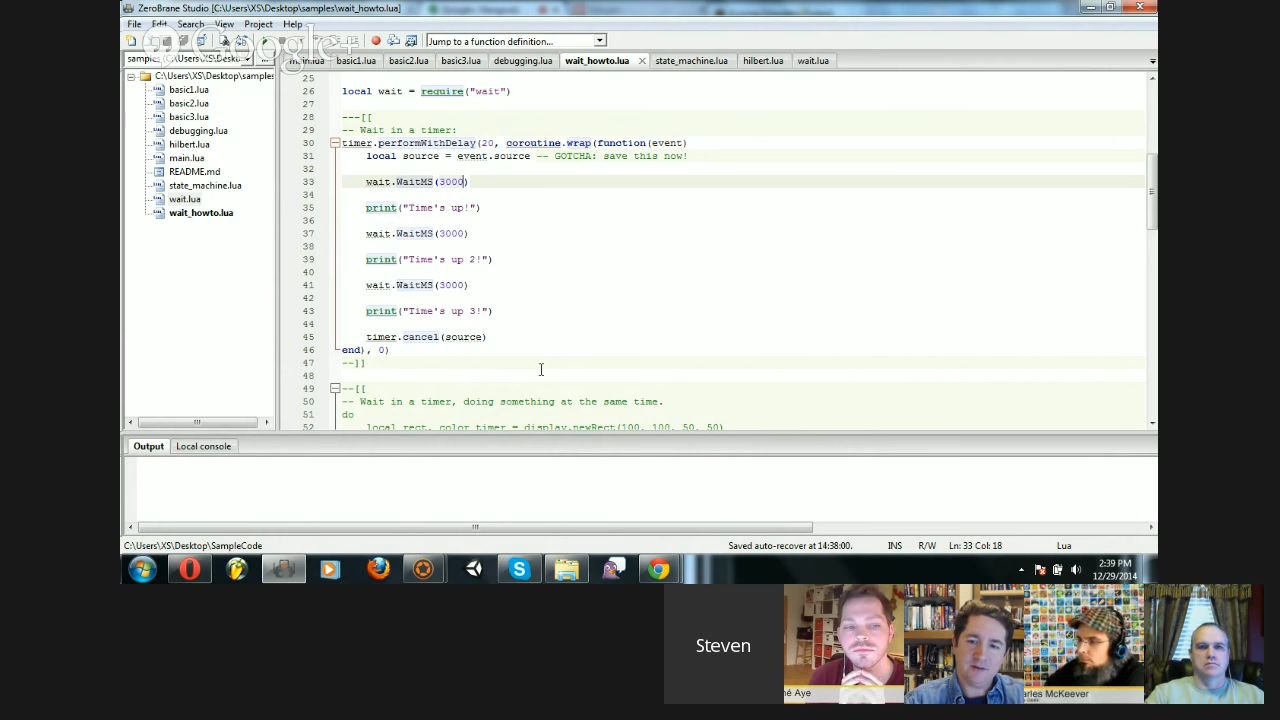 ZeroBrane Studio [C:\Users\XS\Desktop\samples\wait_howto.lua]
File Edit Search View Project Help
Google+
Jump to a function definition...
samples (C:\Users\XS\Desktop\
main.lua basic1.lua basic2.lua basic3.lua debugging.lua wait_howto.lua state_machine.lua hilbert.lua wait.lua
C:\Users\XS\Desktop\samples
basic1.lua
basic2.lua
basic3.lua
debugging.lua
hilbert.lua
main.lua
README.md
state_machine.lua
wait.lua
wait_howto.lua
25
26 local wait = require("wait")
27
28 ---[[
29 -- Wait in a timer:
30 timer.performWithDelay(20, coroutine.wrap(function(event)
31 local source = event.source -- GOTCHA: save this now!
32
33 wait.WaitMS(3000)
34
35 print("Time's up!")
36
37 wait.WaitMS(3000)
38
39 print("Time's up 2!")
40
41 wait.WaitMS(3000)
42
43 print("Time's up 3!")
44
45 timer.cancel(source)
46 end), 0)
47 --]]
48
49 --[[
50 -- Wait in a timer, doing something at the same time.
51 do
52 local rect, color_timer = display.newRect(100, 100, 50, 50)
Output Local console
C:\Users\XS\Desktop\SampleCode Saved auto-recover at 14:38:00. INS R/W Ln: 33 Col: 18 Lua
2:39 PM
12/29/2014
Steven
né Aye
arles McKeever